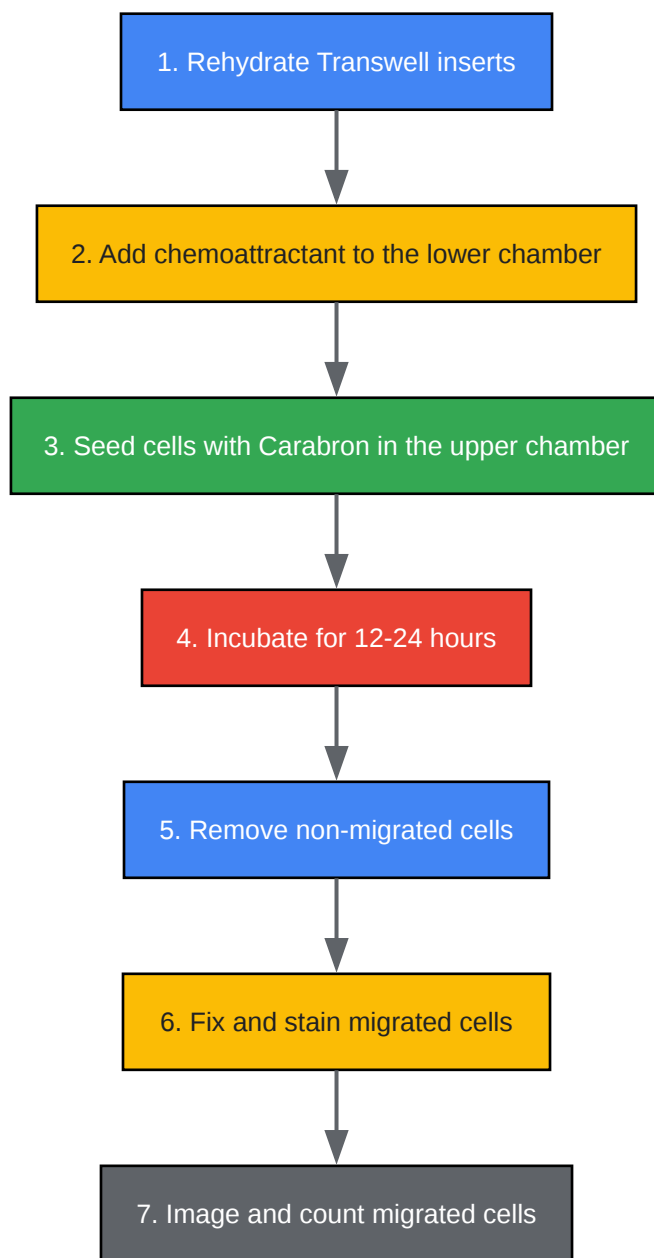 1. Rehydrate Transwell inserts
2. Add chemoattractant to the lower chamber
3. Seed cells with Carabron in the upper chamber
4. Incubate for 12-24 hours
5. Remove non-migrated cells
6. Fix and stain migrated cells
7. Image and count migrated cells